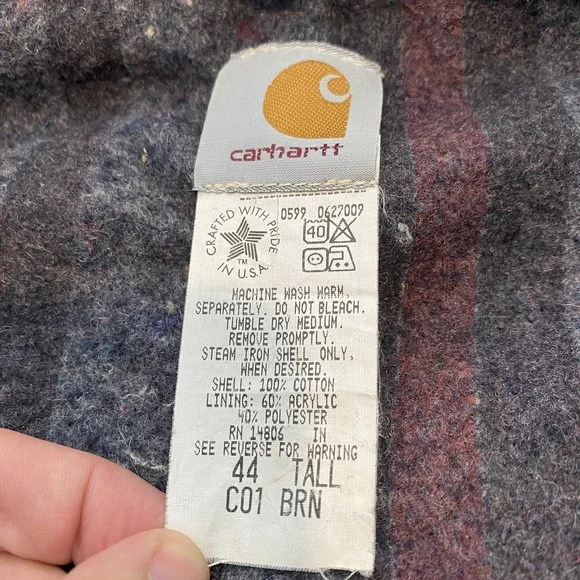 carhartt
CRAFTED WITH PRIDE
TM
IN U.S.A.
0599 0627009
40
MACHINE WASH WARM,
SEPARATELY. DO NOT BLEACH.
TUMBLE DRY MEDIUM.
REMOVE PROMPTLY.
STEAM IRON SHELL ONLY,
WHEN DESIRED.
SHELL: 100% COTTON
LINING: 60% ACRYLIC
40% POLYESTER
RN 14806 IN
SEE REVERSE FOR WARNING
44 TALL
C01 BRN